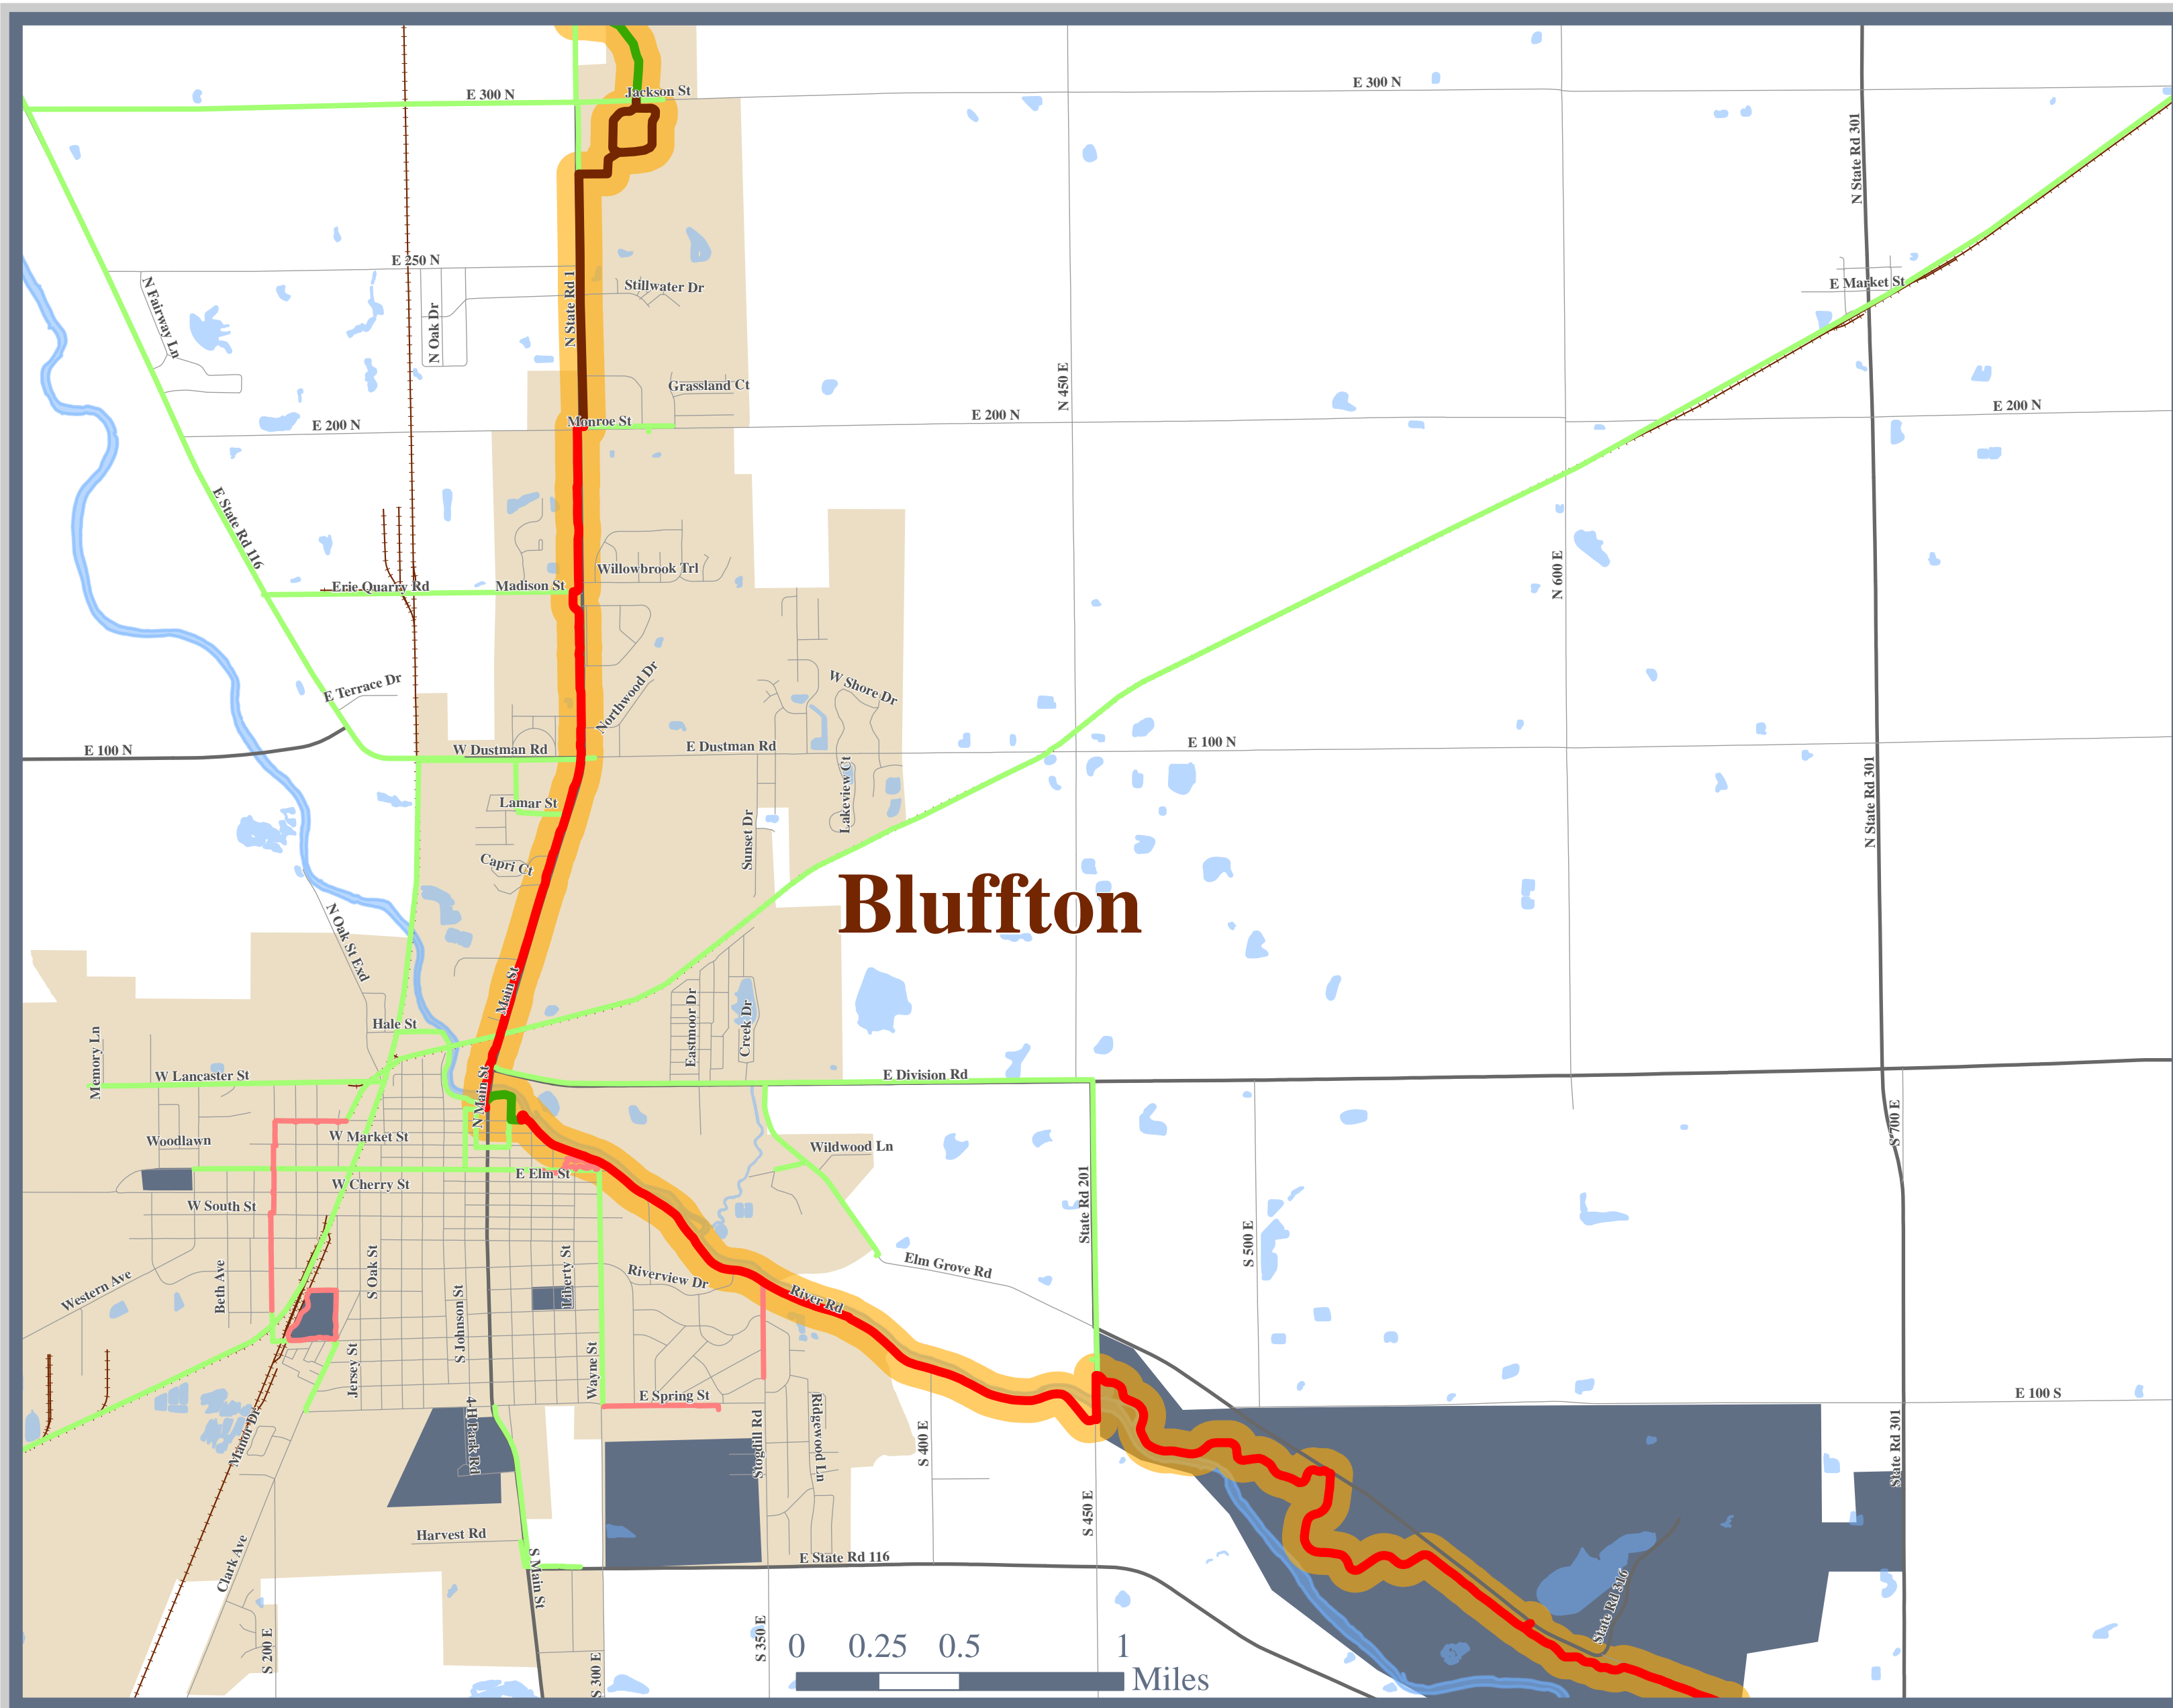 Jackson St
E 300 N
E 300 N
N State Rd 301
E 250 N
N Fairway Ln
N Oak Dr
N State Rd 1
Stillwater Dr
E Market St
Grassland Ct
N 450 E
Monroe St
E 200 N
E 200 N
E 200 N
E State Rd 116
Willowbrook Trl
Erie Quarry Rd
Madison St
N 600 E
E Terrace Dr
Northwood Dr
W Shore Dr
E 100 N
W Dustman Rd
E Dustman Rd
E 100 N
Lamar St
Sunset Dr
Lakeview Ct
N State Rd 301
Capri Ct
Bluffton
N Oak St Exd
Main St
Hale St
Eastmoor Dr
Creek Dr
Memory Ln
W Lancaster St
E Division Rd
N Main St
S 700 E
Woodlawn
W Market St
Wildwood Ln
E Elm St
W Cherry St
W South St
State Rd 201
S 500 E
Western Ave
Beth Ave
S Oak St
S Johnson St
Liberty St
Riverview Dr
River Rd
Elm Grove Rd
Jersey St
Wayne St
E Spring St
E 100 S
Manor Dr
4-H Park Rd
Stogdill Rd
Ridgewood Ln
S 400 E
State Rd 301
S 450 E
Harvest Rd
Clark Ave
S Main St
E State Rd 116
State Rd 316
S 200 E
S 300 E
S 350 E
0 0.25 0.5 1
Miles